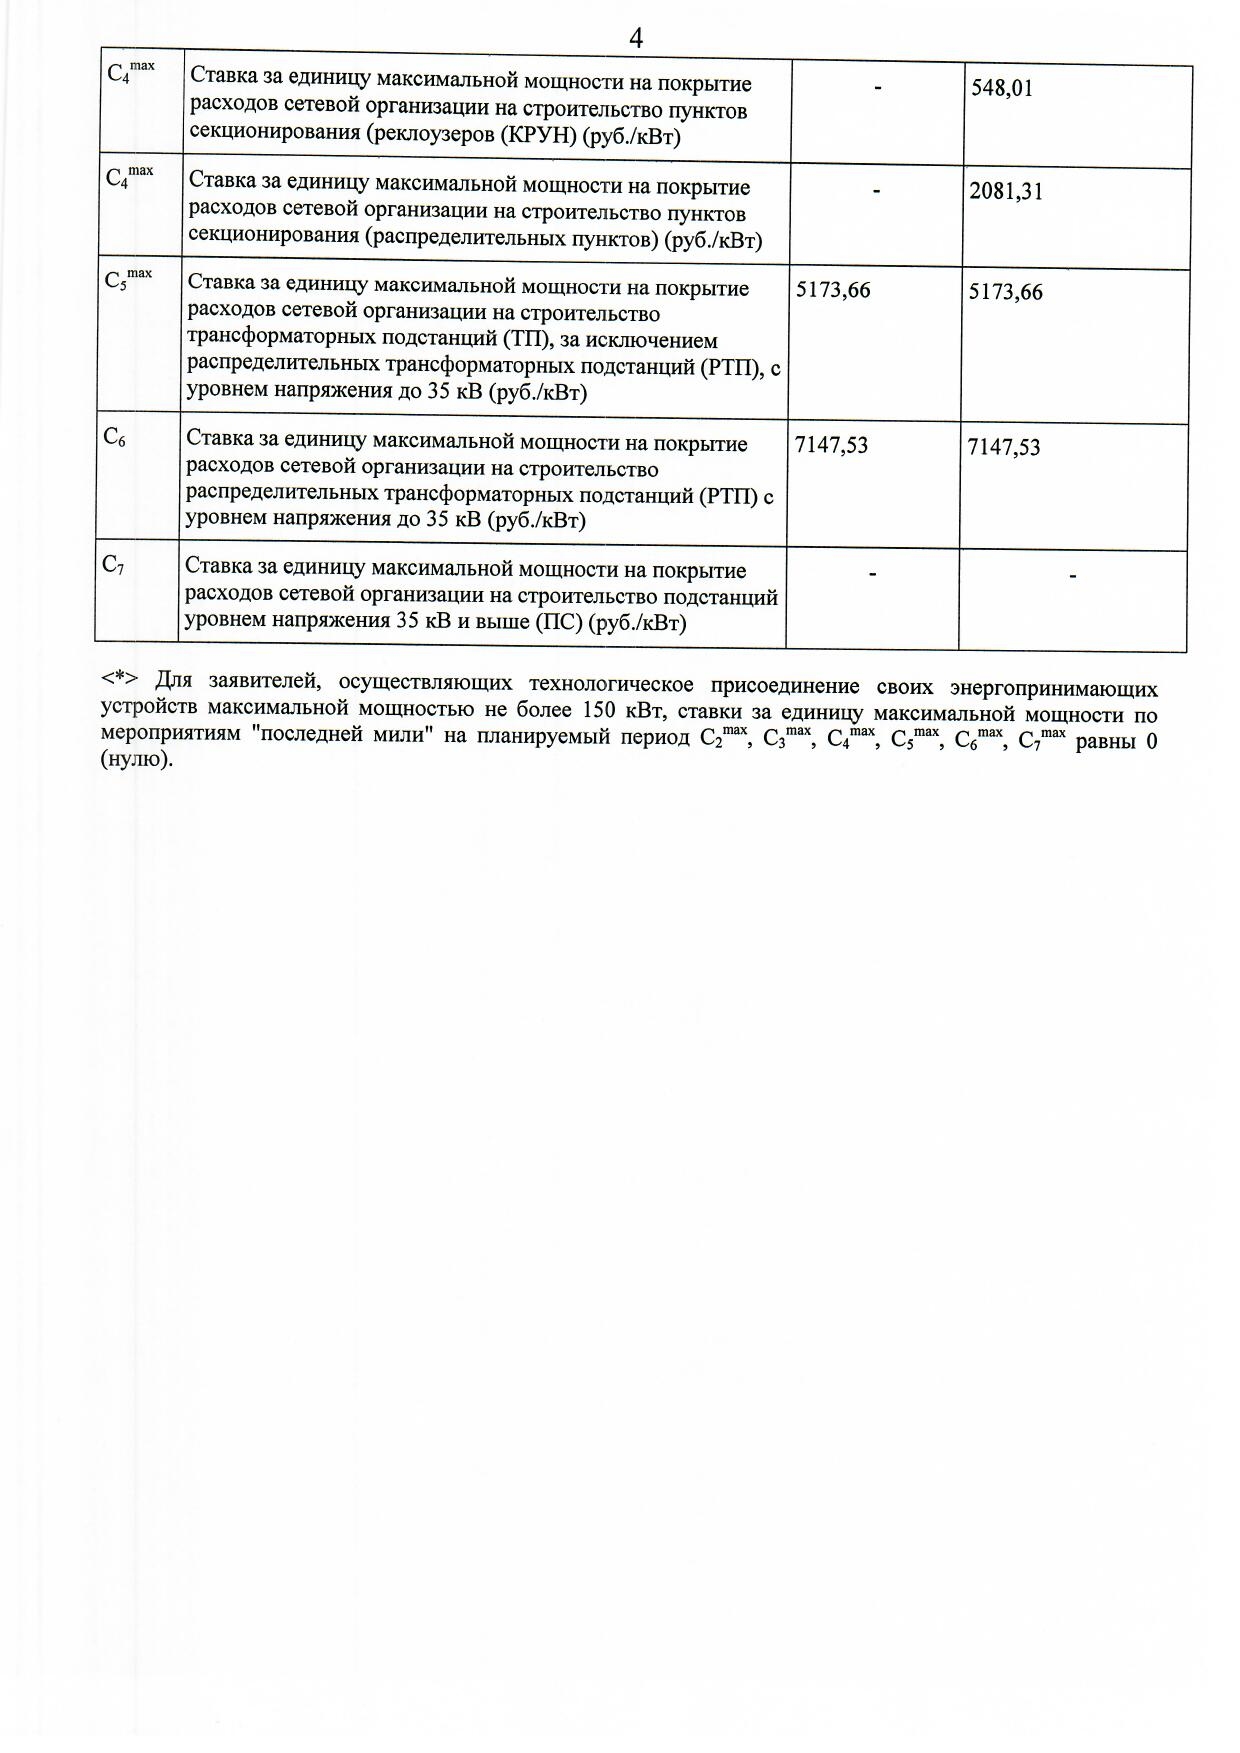 4
C₄ᵐᵃˣ Ставка за единицу максимальной мощности на покрытие - 548,01
расходов сетевой организации на строительство пунктов
секционирования (реклоузеров (КРУН) (руб./кВт)
C₄ᵐᵃˣ Ставка за единицу максимальной мощности на покрытие - 2081,31
расходов сетевой организации на строительство пунктов
секционирования (распределительных пунктов) (руб./кВт)
C₅ᵐᵃˣ Ставка за единицу максимальной мощности на покрытие 5173,66 5173,66
расходов сетевой организации на строительство
трансформаторных подстанций (ТП), за исключением
распределительных трансформаторных подстанций (РТП), с
уровнем напряжения до 35 кВ (руб./кВт)
C₆ Ставка за единицу максимальной мощности на покрытие 7147,53 7147,53
расходов сетевой организации на строительство
распределительных трансформаторных подстанций (РТП) с
уровнем напряжения до 35 кВ (руб./кВт)
C₇ Ставка за единицу максимальной мощности на покрытие - -
расходов сетевой организации на строительство подстанций
уровнем напряжения 35 кВ и выше (ПС) (руб./кВт)
<*> Для заявителей, осуществляющих технологическое присоединение своих энергопринимающих
устройств максимальной мощностью не более 150 кВт, ставки за единицу максимальной мощности по
мероприятиям "последней мили" на планируемый период C₂ᵐᵃˣ, C₃ᵐᵃˣ, C₄ᵐᵃˣ, C₅ᵐᵃˣ, C₆ᵐᵃˣ, C₇ᵐᵃˣ равны 0
(нулю).